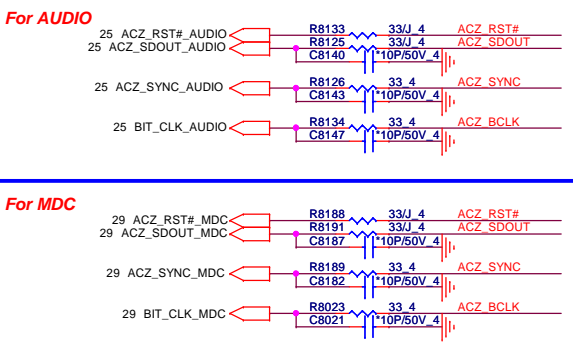 For AUDIO
25 ACZ_RST#_AUDIO R8133 33/J_4 ACZ_RST#
25 ACZ_SDOUT_AUDIO R8125 33/J_4 ACZ_SDOUT
C8140 *10P/50V_4
25 ACZ_SYNC_AUDIO R8126 33_4 ACZ_SYNC
C8143 *10P/50V_4
25 BIT_CLK_AUDIO R8134 33_4 ACZ_BCLK
C8147 *10P/50V_4
For MDC
29 ACZ_RST#_MDC R8188 33/J_4 ACZ_RST#
29 ACZ_SDOUT_MDC R8191 33/J_4 ACZ_SDOUT
C8187 *10P/50V_4
29 ACZ_SYNC_MDC R8189 33_4 ACZ_SYNC
C8182 *10P/50V_4
29 BIT_CLK_MDC R8023 33_4 ACZ_BCLK
C8021 *10P/50V_4